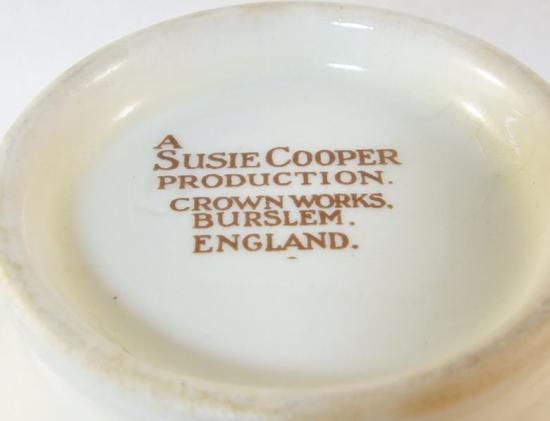 A
SUSIE COOPER
PRODUCTION.
CROWN WORKS,
BURSLEM.
ENGLAND.